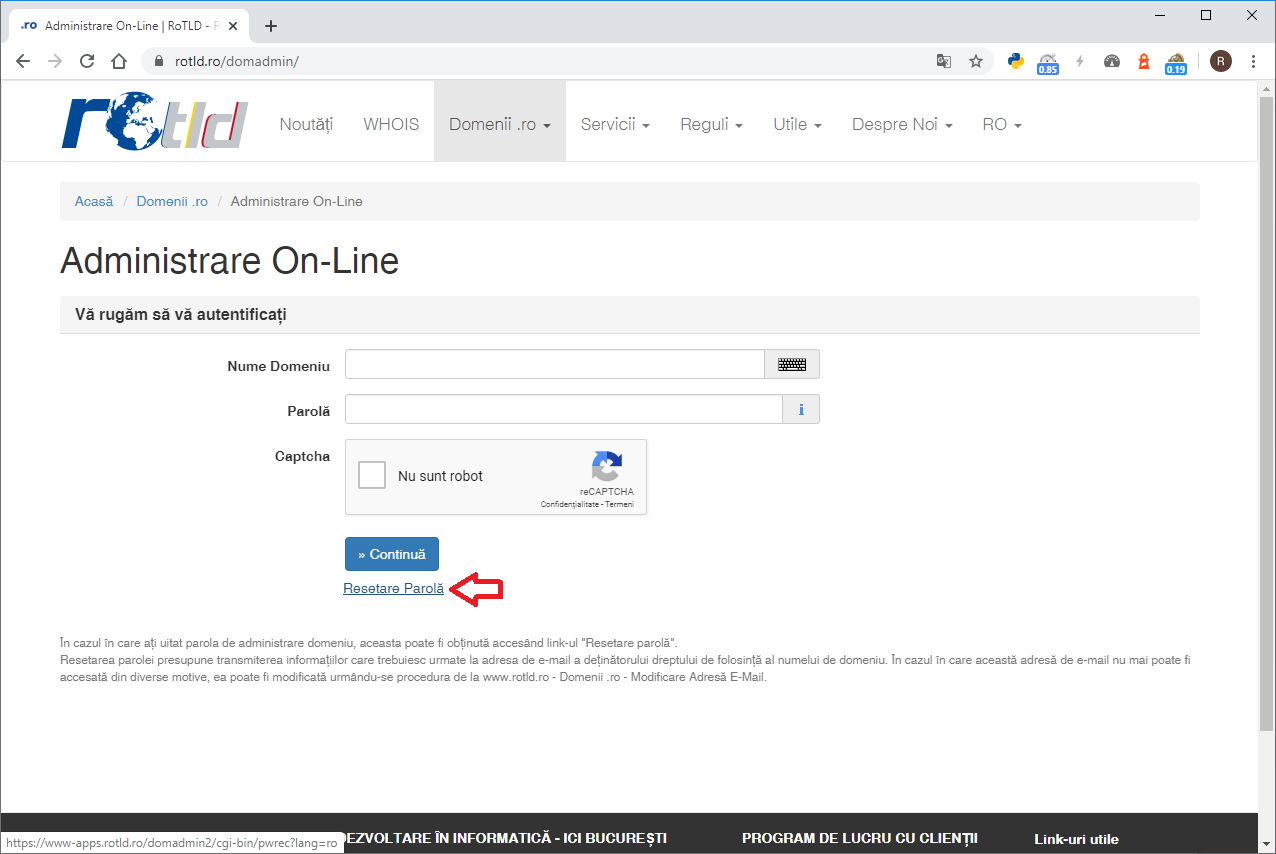 .ro Administrare On-Line | RoTLD -
rotld.ro/domadmin/
0.85
0.19
R
rotld
Noutăți WHOIS Domenii .ro Servicii Reguli Utile Despre Noi RO
Acasă / Domenii .ro / Administrare On-Line
Administrare On-Line
Vă rugăm să vă autentificați
Nume Domeniu
Parolă
i
Captcha
Nu sunt robot
reCAPTCHA
Confidențialitate - Termeni
» Continuă
Resetare Parolă
În cazul în care ați uitat parola de administrare domeniu, aceasta poate fi obținută accesând link-ul "Resetare parolă".
Resetarea parolei presupune transmiterea informațiilor care trebuiesc urmate la adresa de e-mail a deținătorului dreptului de folosință al numelui de domeniu. În cazul în care această adresă de e-mail nu mai poate fi
accesată din diverse motive, ea poate fi modificată urmându-se procedura de la www.rotld.ro - Domenii .ro - Modificare Adresă E-Mail.
DEZVOLTARE ÎN INFORMATICĂ - ICI BUCUREȘTI PROGRAM DE LUCRU CU CLIENȚII Link-uri utile
https://www-apps.rotld.ro/domadmin2/cgi-bin/pwrec?lang=ro